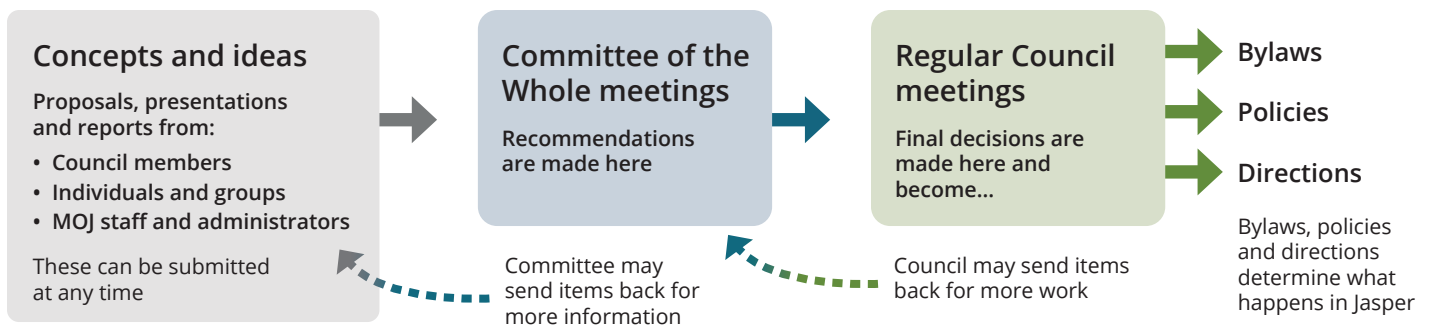 Concepts and ideas
Proposals, presentations
and reports from:
• Council members
• Individuals and groups
• MOJ staff and administrators
These can be submitted
at any time
Committee of the
Whole meetings
Recommendations
are made here
Committee may
send items back for
more information
Regular Council
meetings
Final decisions are
made here and
become...
Council may send items
back for more work
Bylaws
Policies
Directions
Bylaws, policies
and directions
determine what
happens in Jasper